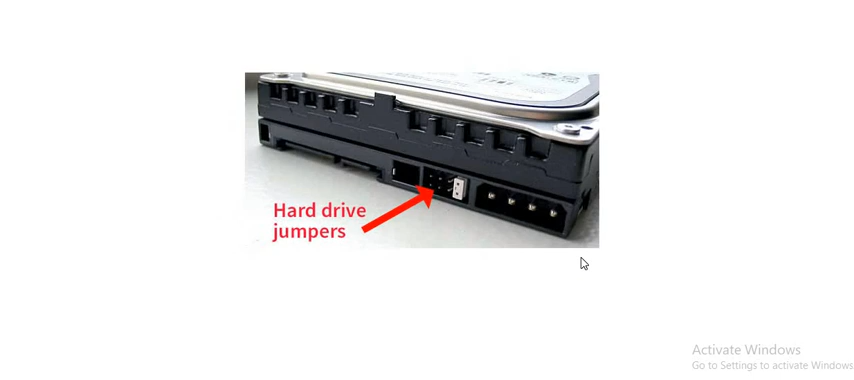 Hard drive
jumpers
Activate Windows
Go to Settings to activate Windows